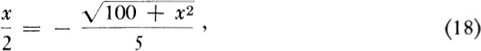 x/2 = − √(100 + x²)/5 , (18)